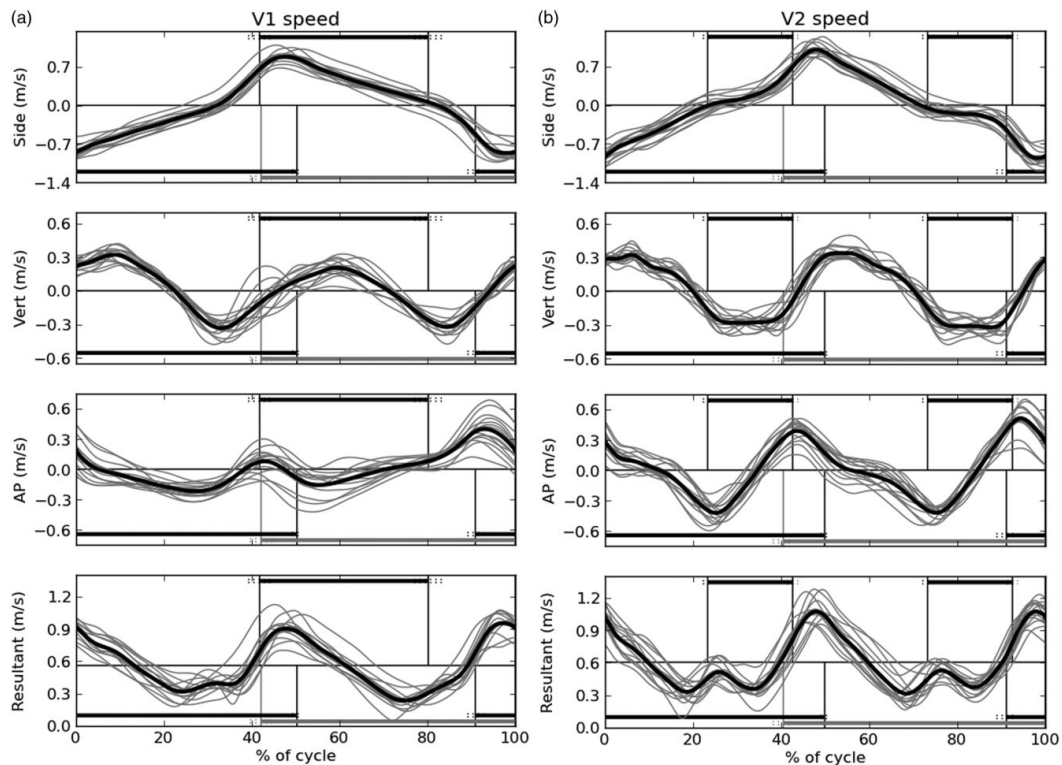 (a)
V1 speed
Side (m/s)
0.7
0.0
−0.7
−1.4
Vert (m/s)
0.6
0.3
0.0
−0.3
−0.6
AP (m/s)
0.6
0.3
0.0
−0.3
−0.6
Resultant (m/s)
1.2
0.9
0.6
0.3
0.0
0 20 40 60 80 100
% of cycle
(b)
V2 speed
Side (m/s)
0.7
0.0
−0.7
−1.4
Vert (m/s)
0.6
0.3
0.0
−0.3
−0.6
AP (m/s)
0.6
0.3
0.0
−0.3
−0.6
Resultant (m/s)
1.2
0.9
0.6
0.3
0.0
0 20 40 60 80 100
% of cycle